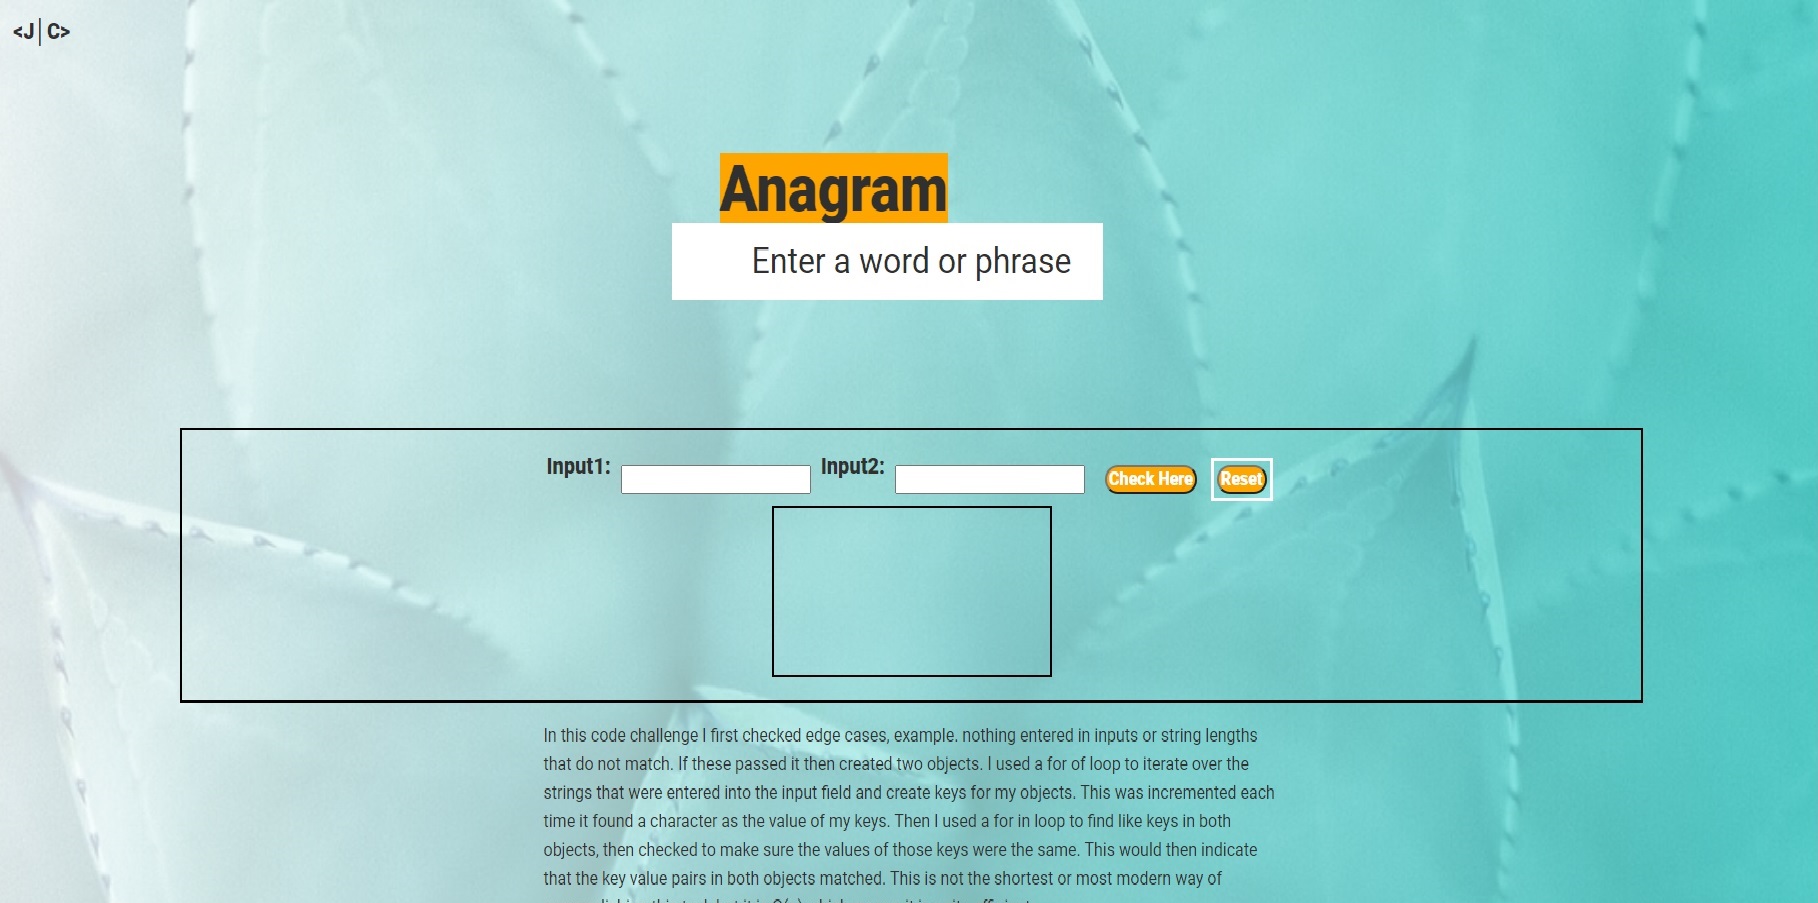 <J│C>
Anagram
Enter a word or phrase
Input1: Input2: Check Here Reset
In this code challenge I first checked edge cases, example. nothing entered in inputs or string lengths
that do not match. If these passed it then created two objects. I used a for of loop to iterate over the
strings that were entered into the input field and create keys for my objects. This was incremented each
time it found a character as the value of my keys. Then I used a for in loop to find like keys in both
objects, then checked to make sure the values of those keys were the same. This would then indicate
that the key value pairs in both objects matched. This is not the shortest or most modern way of